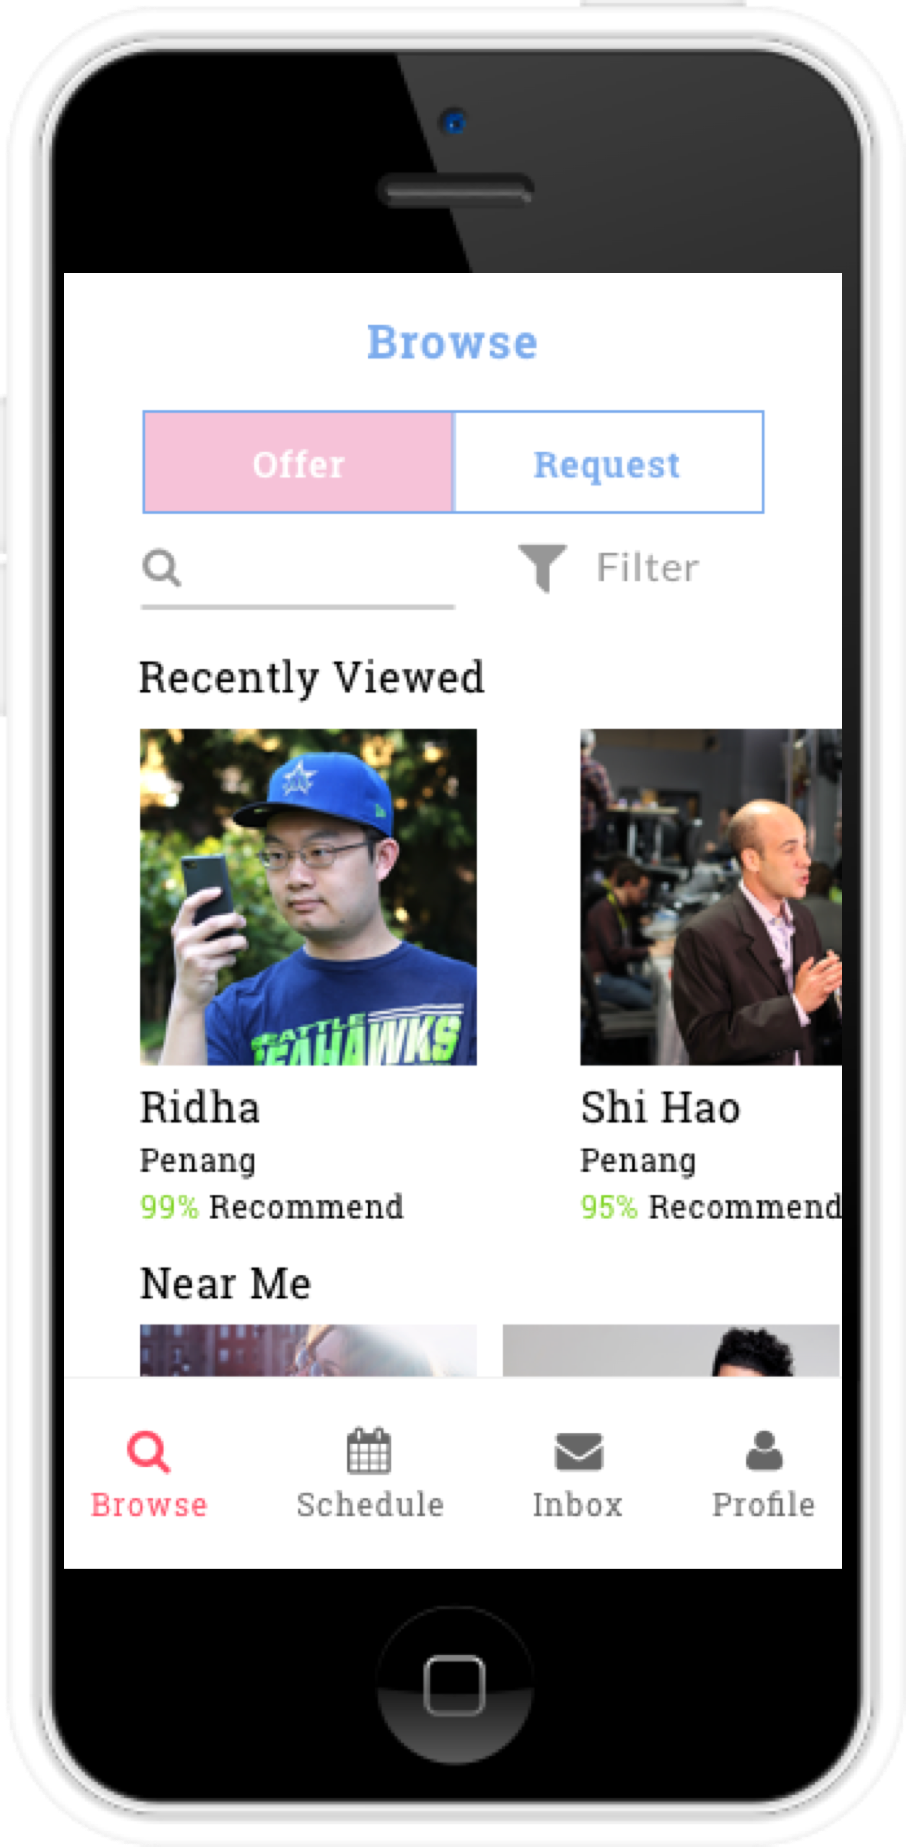 Browse
Offer Request
Filter
Recently Viewed
SEATTLE
SEAHAWKS
Ridha Shi Hao
Penang Penang
99% Recommend 95% Recommend
Near Me
Browse Schedule Inbox Profile